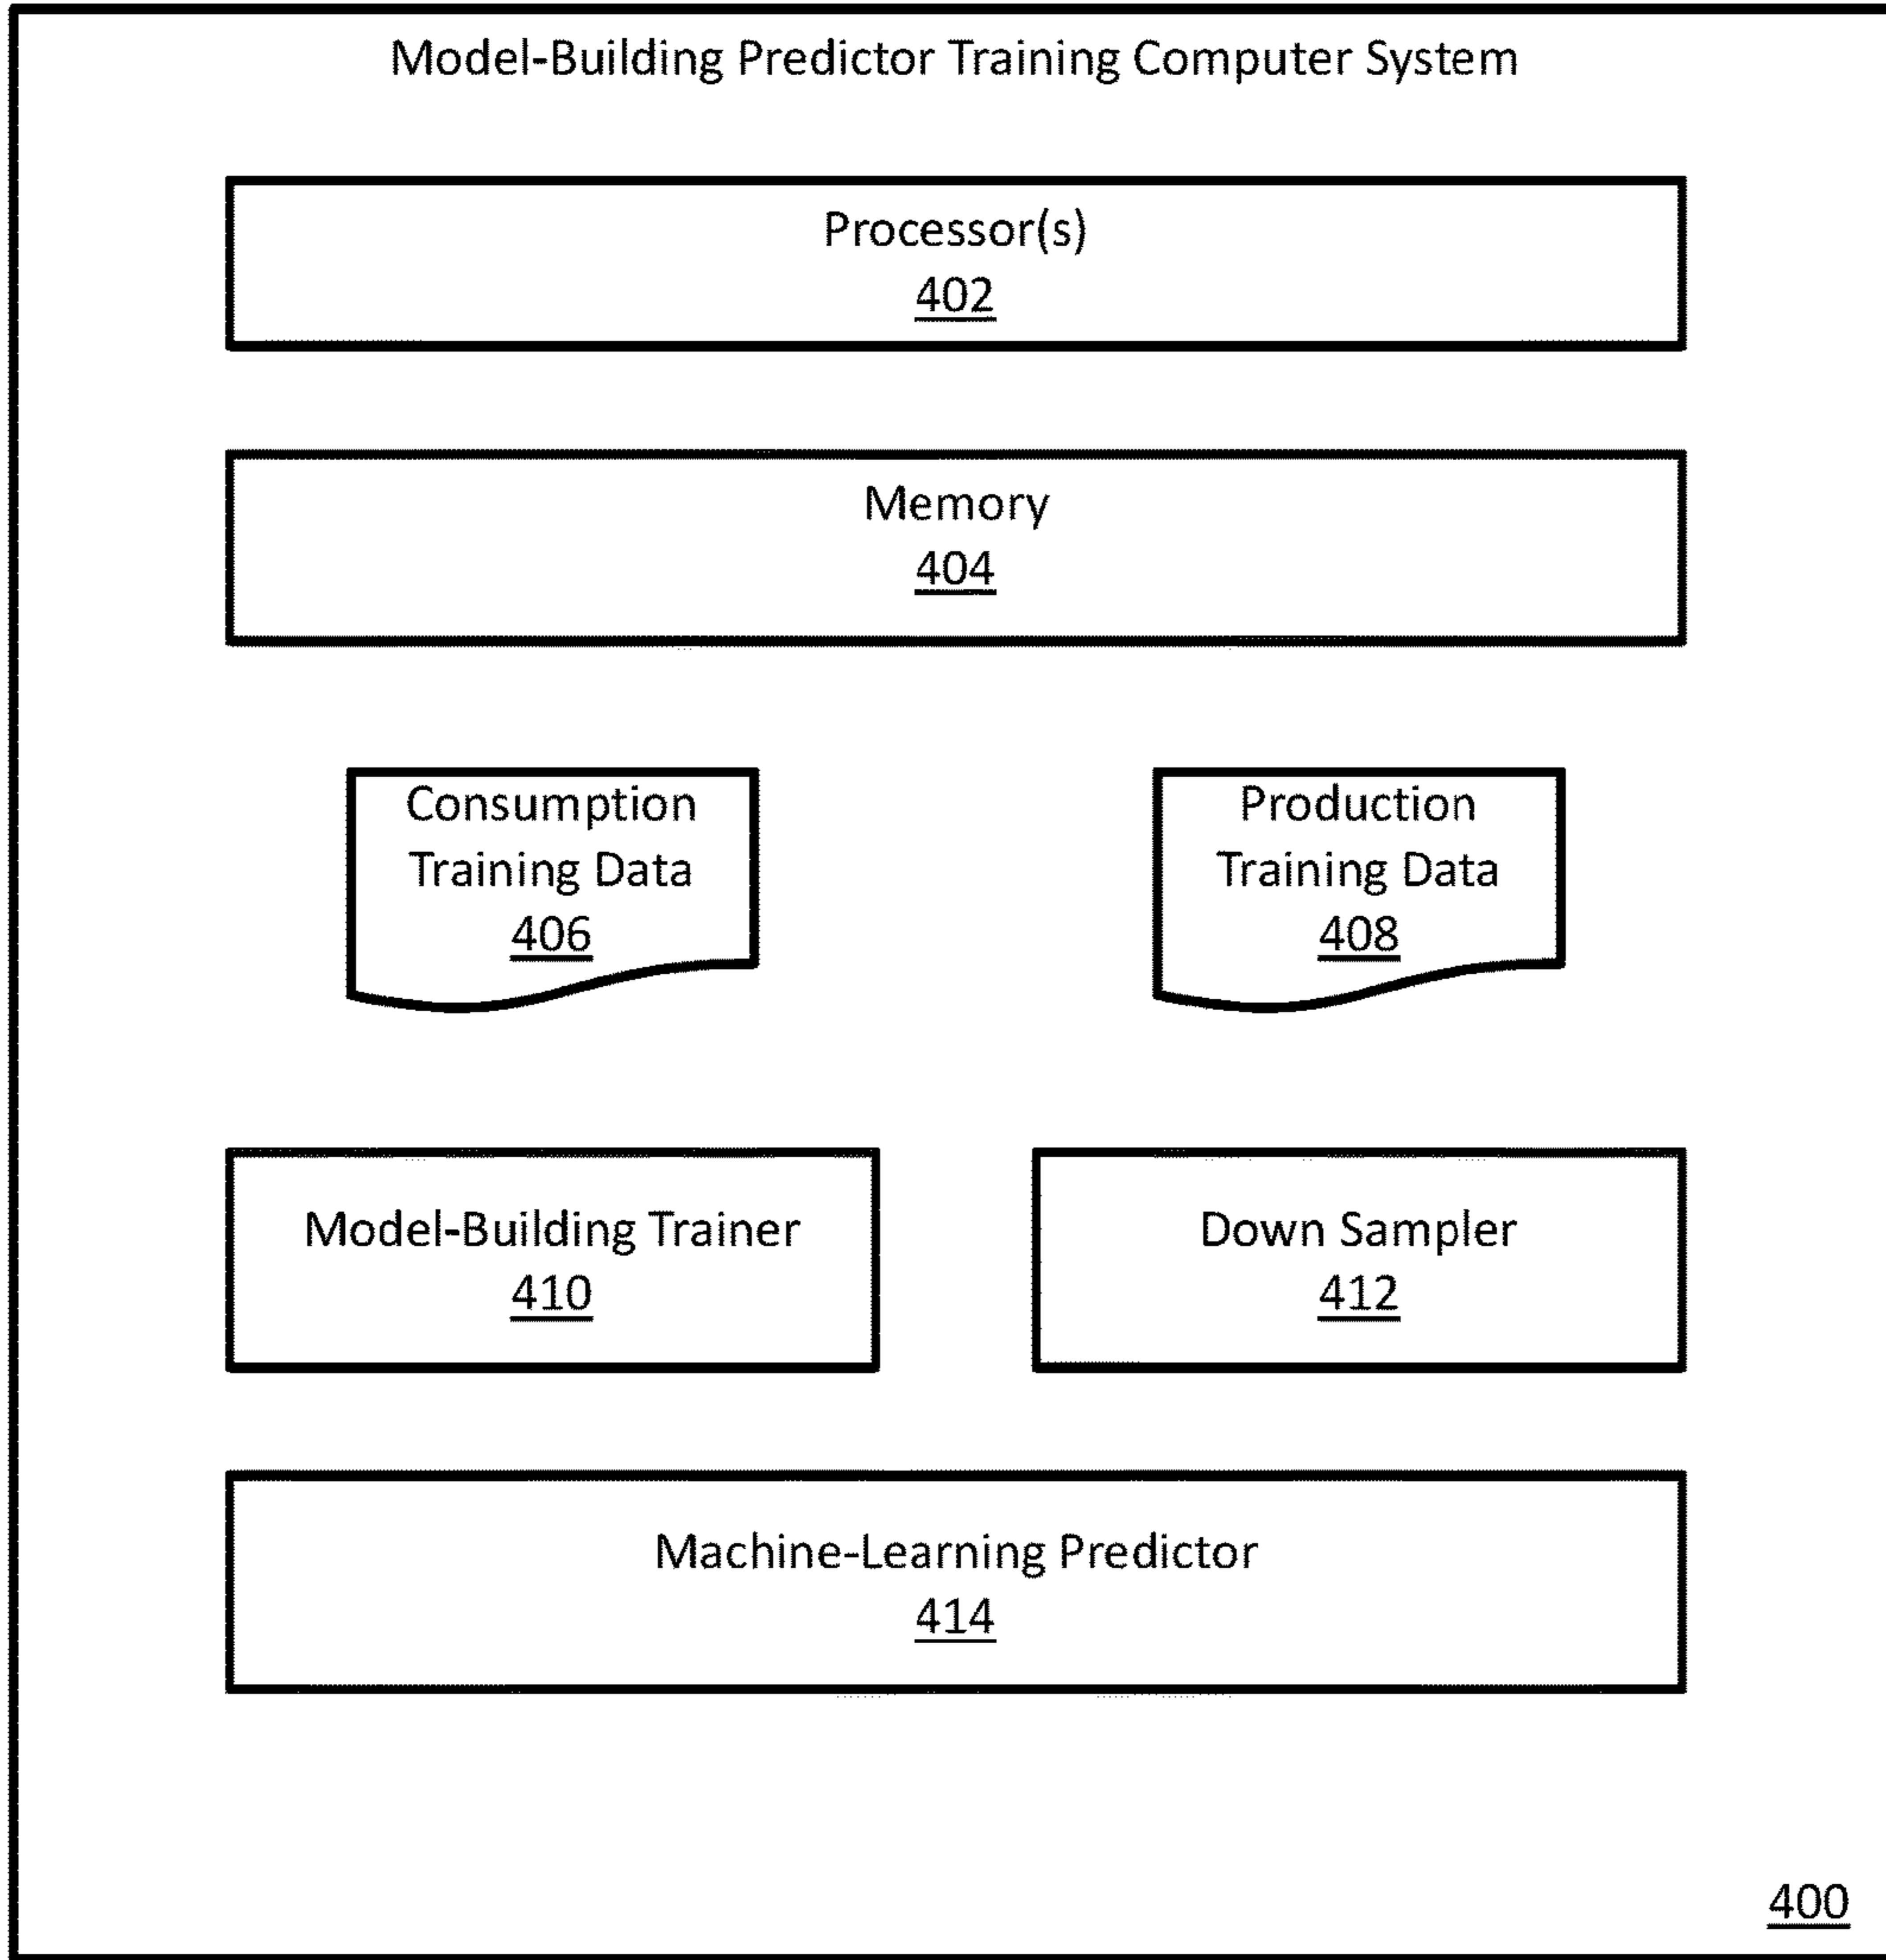 Model-Building Predictor Training Computer System
Processor(s)
402
Memory
404
Consumption
Training Data
406
Production
Training Data
408
Model-Building Trainer
410
Down Sampler
412
Machine-Learning Predictor
414
400